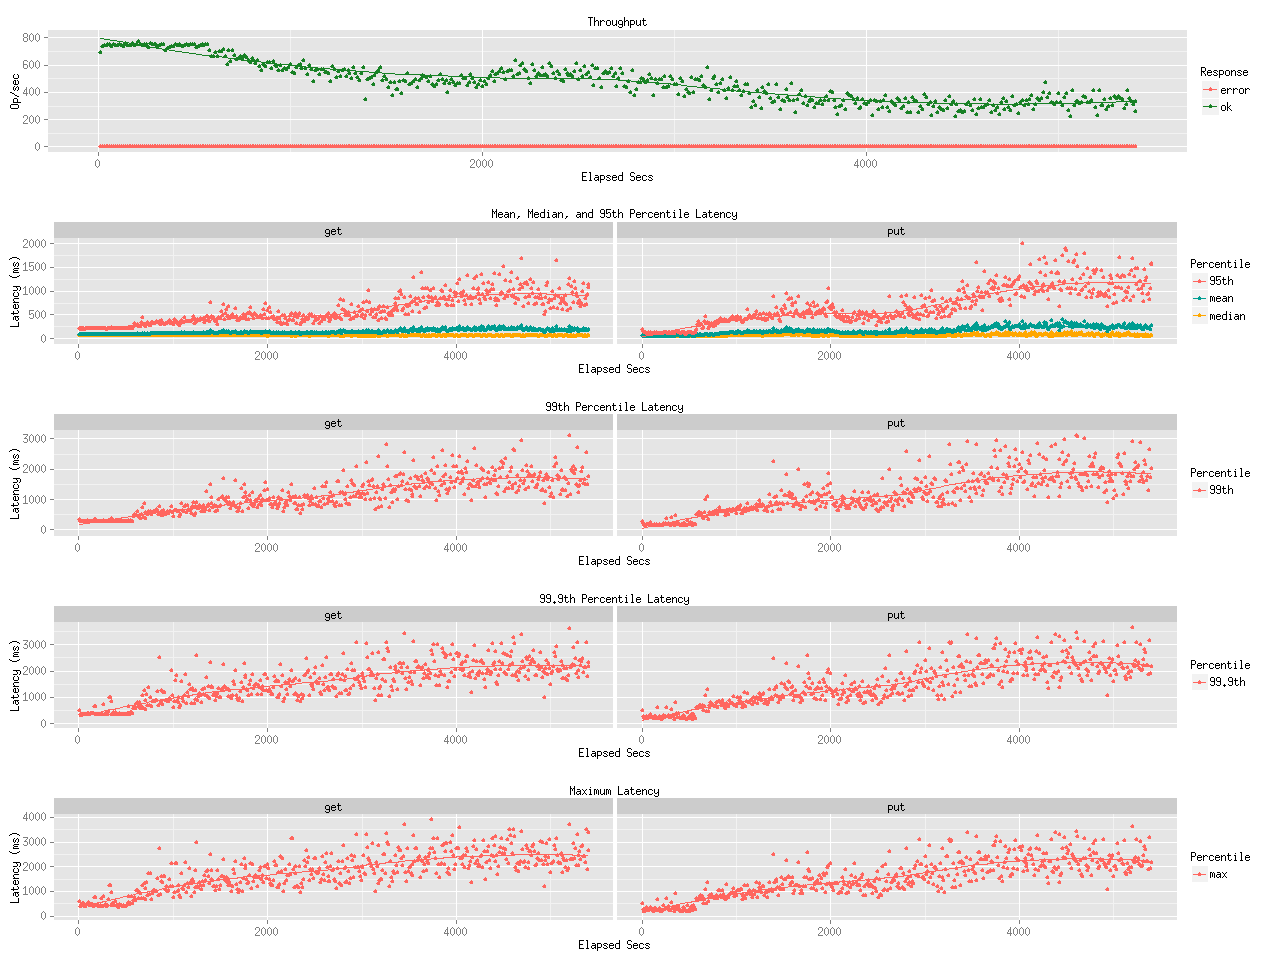 Throughput
800
600
400
200
0
Op/sec
0 2000 4000
Elapsed Secs
Response
error
ok
Mean, Median, and 95th Percentile Latency
get put
2000
1500
1000
500
0
Latency (ms)
0 2000 4000 0 2000 4000
Elapsed Secs
Percentile
95th
mean
median
99th Percentile Latency
get put
3000
2000
1000
0
Latency (ms)
0 2000 4000 0 2000 4000
Elapsed Secs
Percentile
99th
99.9th Percentile Latency
get put
3000
2000
1000
0
Latency (ms)
0 2000 4000 0 2000 4000
Elapsed Secs
Percentile
99.9th
Maximum Latency
get put
4000
3000
2000
1000
0
Latency (ms)
0 2000 4000 0 2000 4000
Elapsed Secs
Percentile
max